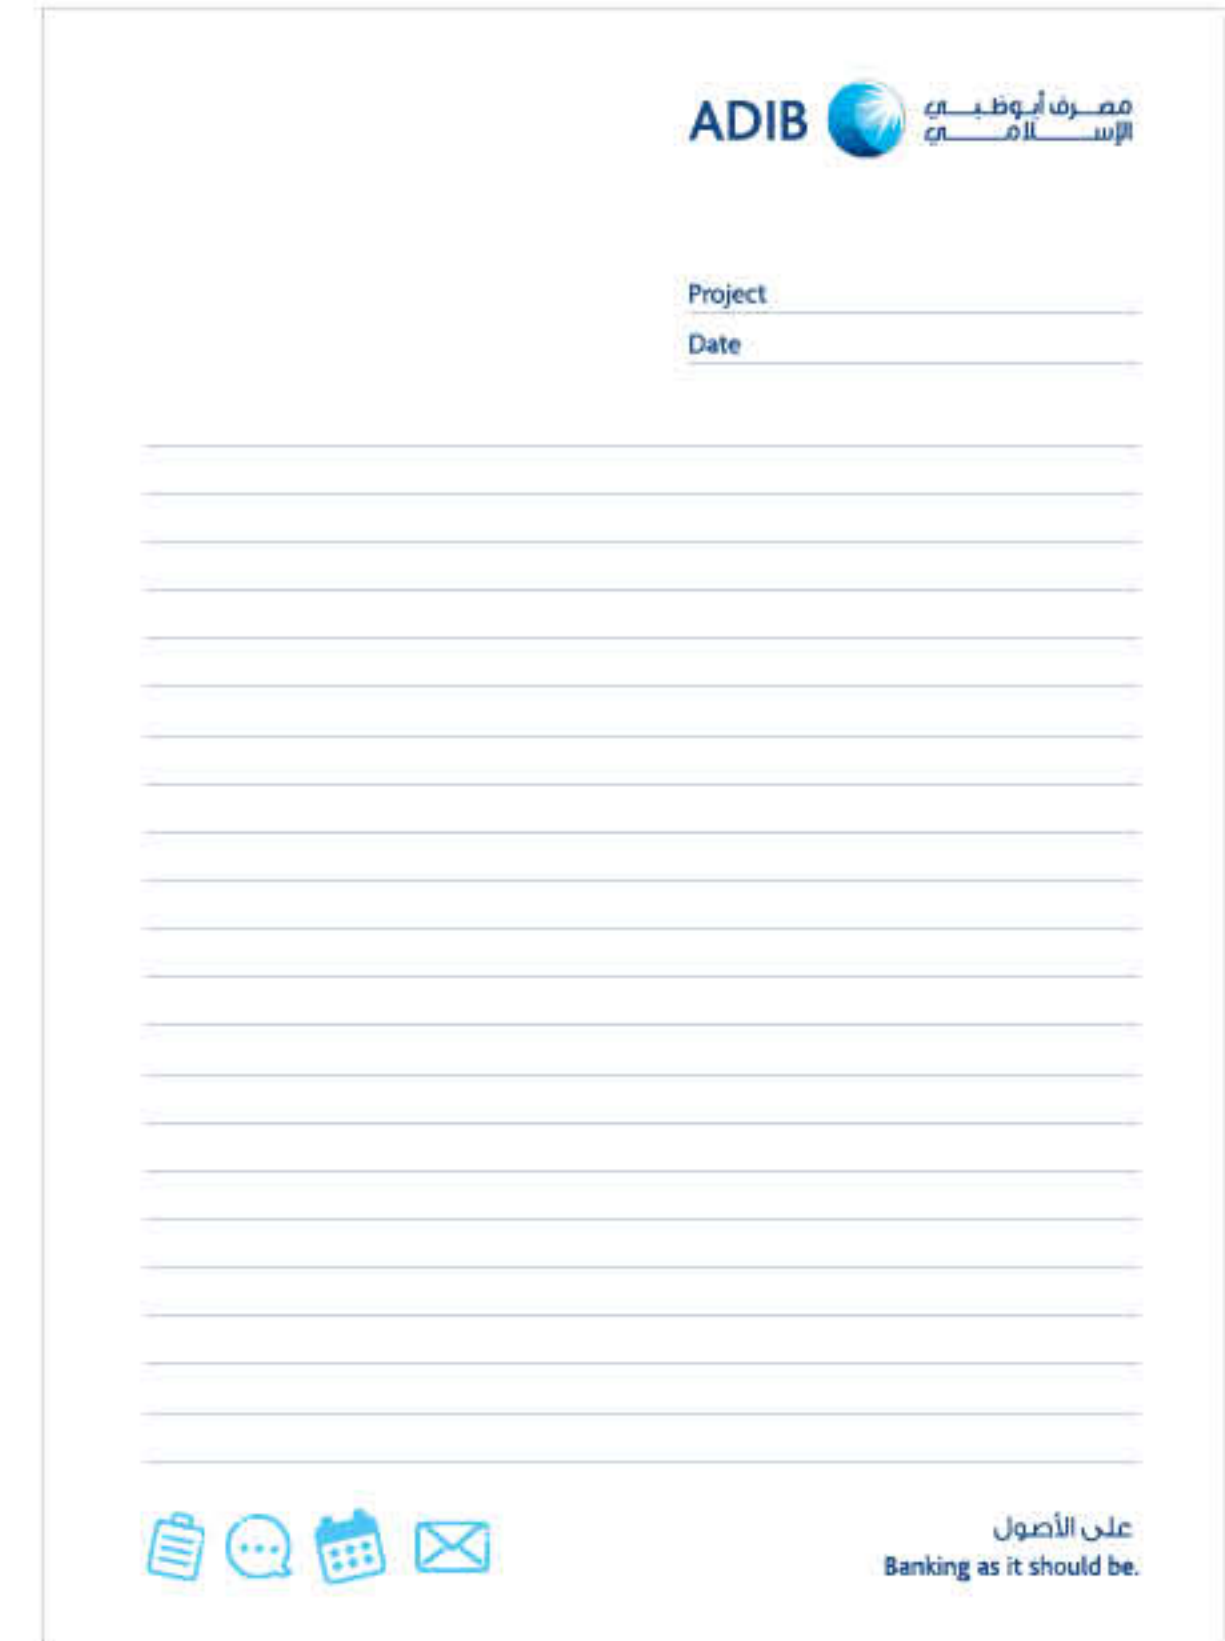 ADIB
مصرف أبوظبي
الإسلامي
Project
Date
على الأصول
Banking as it should be.